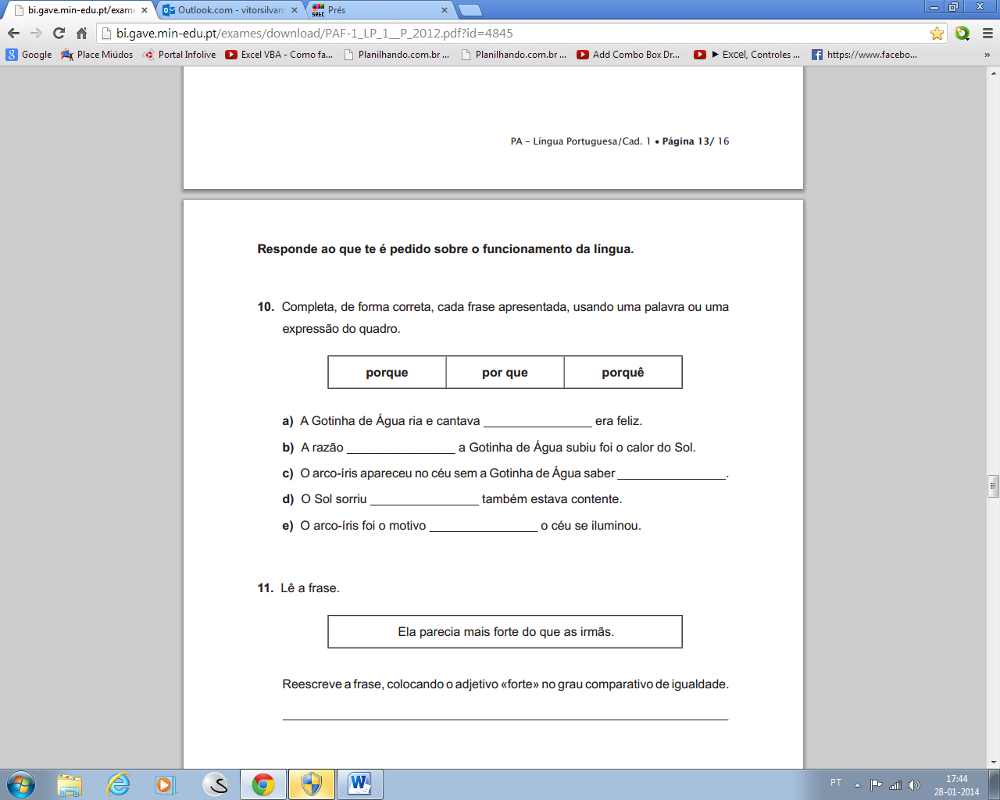 bi.gave.min-edu.pt/exame
Outlook.com - vitorsilvam
SREC Prés
bi.gave.min-edu.pt/exames/download/PAF-1_LP_1__P_2012.pdf?id=4845
Google Place Miúdos Portal Infolive Excel VBA - Como fa... Planilhando.com.br ... Planilhando.com.br ... Add Combo Box Dr... ► Excel, Controles ... https://www.facebo... »
PA – Língua Portuguesa/Cad. 1 • Página 13/ 16
Responde ao que te é pedido sobre o funcionamento da língua.
10. Completa, de forma correta, cada frase apresentada, usando uma palavra ou uma
expressão do quadro.
porque por que porquê
a) A Gotinha de Água ria e cantava ________________ era feliz.
b) A razão ________________ a Gotinha de Água subiu foi o calor do Sol.
c) O arco-íris apareceu no céu sem a Gotinha de Água saber ________________.
d) O Sol sorriu ________________ também estava contente.
e) O arco-íris foi o motivo ________________ o céu se iluminou.
11. Lê a frase.
Ela parecia mais forte do que as irmãs.
Reescreve a frase, colocando o adjetivo «forte» no grau comparativo de igualdade.
PT 17:44
28-01-2014